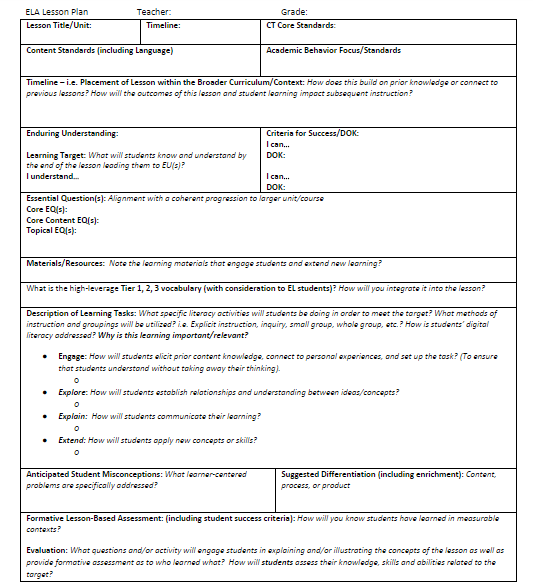 ELA Lesson Plan Teacher: Grade:
Lesson Title/Unit: Timeline: CT Core Standards:
Content Standards (including Language) Academic Behavior Focus/Standards
Timeline – i.e. Placement of Lesson within the Broader Curriculum/Context: How does this build on prior knowledge or connect to
previous lessons? How will the outcomes of this lesson and student learning impact subsequent instruction?
Enduring Understanding:
Learning Target: What will students know and understand by
the end of the lesson leading them to EU(s)?
I understand...
Criteria for Success/DOK:
I can...
DOK:
I can...
DOK:
Essential Question(s): Alignment with a coherent progression to larger unit/course
Core EQ(s):
Core Content EQ(s):
Topical EQ(s):
Materials/Resources: Note the learning materials that engage students and extend new learning?
What is the high-leverage Tier 1, 2, 3 vocabulary (with consideration to EL students)? How will you integrate it into the lesson?
Description of Learning Tasks: What specific literacy activities will students be doing in order to meet the target? What methods of
instruction and groupings will be utilized? i.e. Explicit instruction, inquiry, small group, whole group, etc.? How is students' digital
literacy addressed? Why is this learning important/relevant?
• Engage: How will students elicit prior content knowledge, connect to personal experiences, and set up the task? (To ensure
that students understand without taking away their thinking).
o
• Explore: How will students establish relationships and understanding between ideas/concepts?
o
• Explain: How will students communicate their learning?
o
• Extend: How will students apply new concepts or skills?
o
Anticipated Student Misconceptions: What learner-centered
problems are specifically addressed?
Suggested Differentiation (including enrichment): Content,
process, or product
Formative Lesson-Based Assessment: (including student success criteria): How will you know students have learned in measurable
contexts?
Evaluation: What questions and/or activity will engage students in explaining and/or illustrating the concepts of the lesson as well as
provide formative assessment as to who learned what? How will students assess their knowledge, skills and abilities related to the
target?